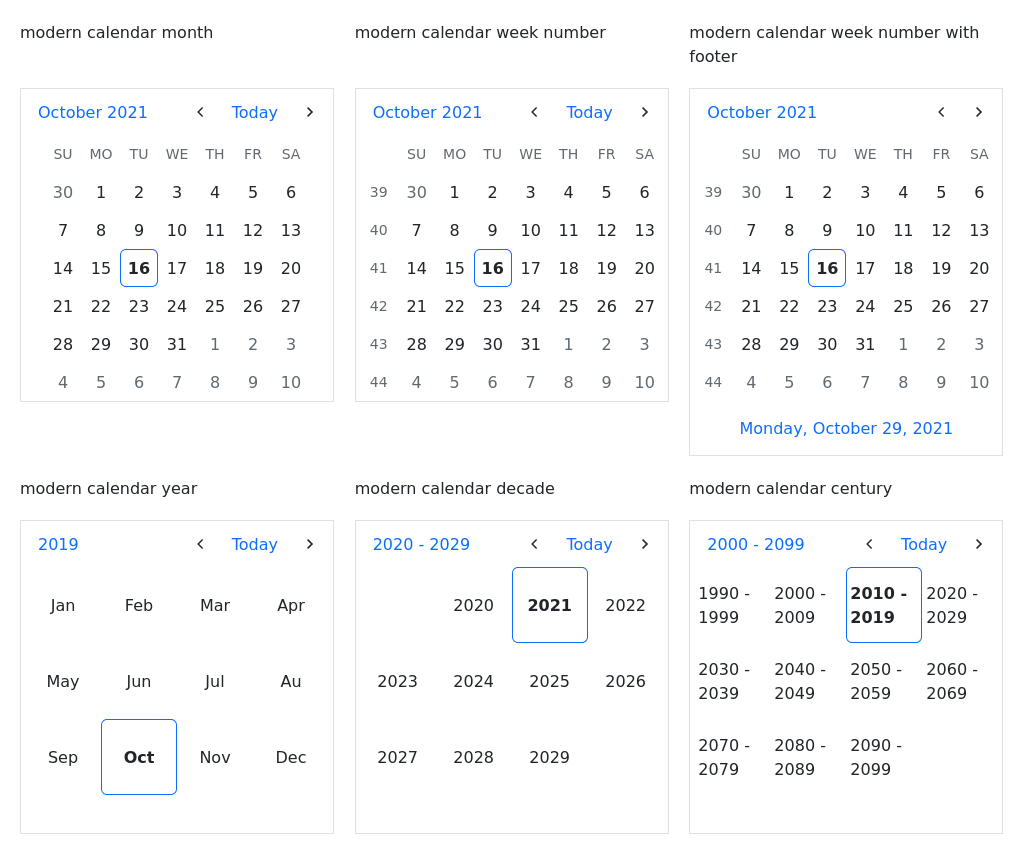 modern calendar month
October 2021 Today
SU MO TU WE TH FR SA
30 1 2 3 4 5 6
7 8 9 10 11 12 13
14 15 16 17 18 19 20
21 22 23 24 25 26 27
28 29 30 31 1 2 3
4 5 6 7 8 9 10
modern calendar week number
October 2021 Today
SU MO TU WE TH FR SA
39 30 1 2 3 4 5 6
40 7 8 9 10 11 12 13
41 14 15 16 17 18 19 20
42 21 22 23 24 25 26 27
43 28 29 30 31 1 2 3
44 4 5 6 7 8 9 10
modern calendar week number with
footer
October 2021
SU MO TU WE TH FR SA
39 30 1 2 3 4 5 6
40 7 8 9 10 11 12 13
41 14 15 16 17 18 19 20
42 21 22 23 24 25 26 27
43 28 29 30 31 1 2 3
44 4 5 6 7 8 9 10
Monday, October 29, 2021
modern calendar year
2019 Today
Jan Feb Mar Apr
May Jun Jul Au
Sep Oct Nov Dec
modern calendar decade
2020 - 2029 Today
2020 2021 2022
2023 2024 2025 2026
2027 2028 2029
modern calendar century
2000 - 2099 Today
1990 - 2000 - 2010 - 2020 -
1999 2009 2019 2029
2030 - 2040 - 2050 - 2060 -
2039 2049 2059 2069
2070 - 2080 - 2090 -
2079 2089 2099